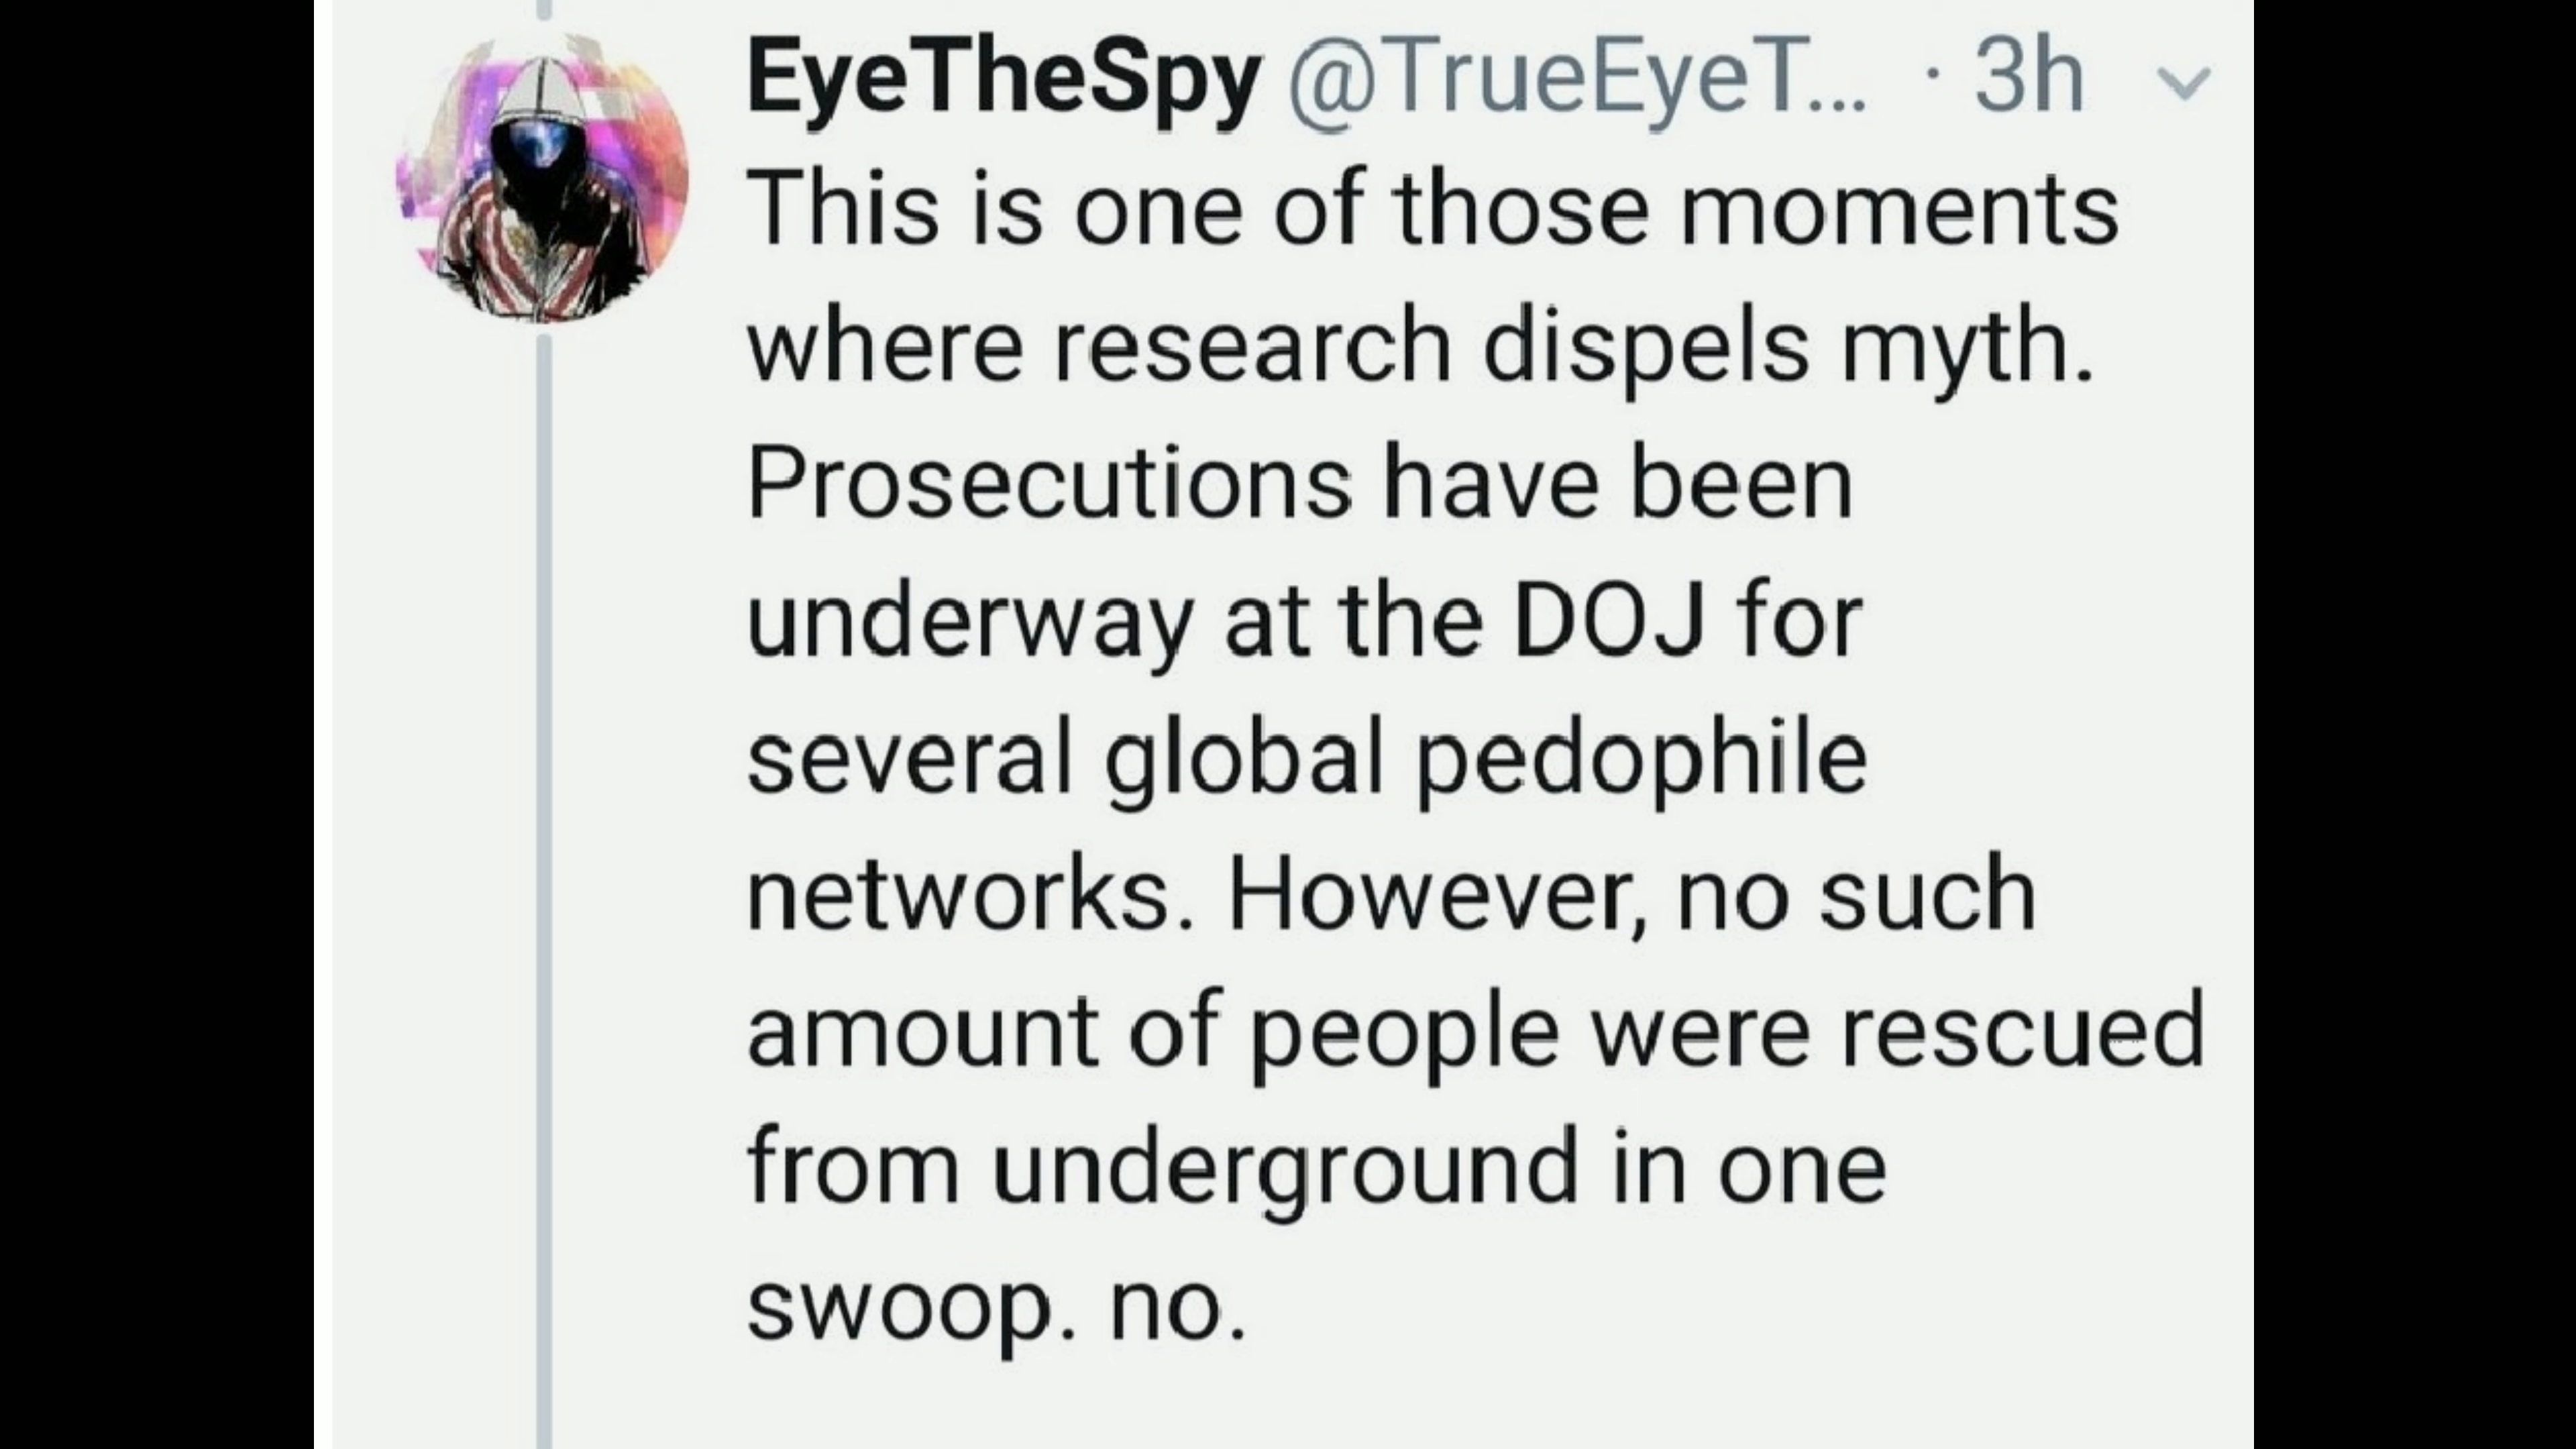 EyeTheSpy @TrueEyeT... · 3h
This is one of those moments
where research dispels myth.
Prosecutions have been
underway at the DOJ for
several global pedophile
networks. However, no such
amount of people were rescued
from underground in one
swoop. no.